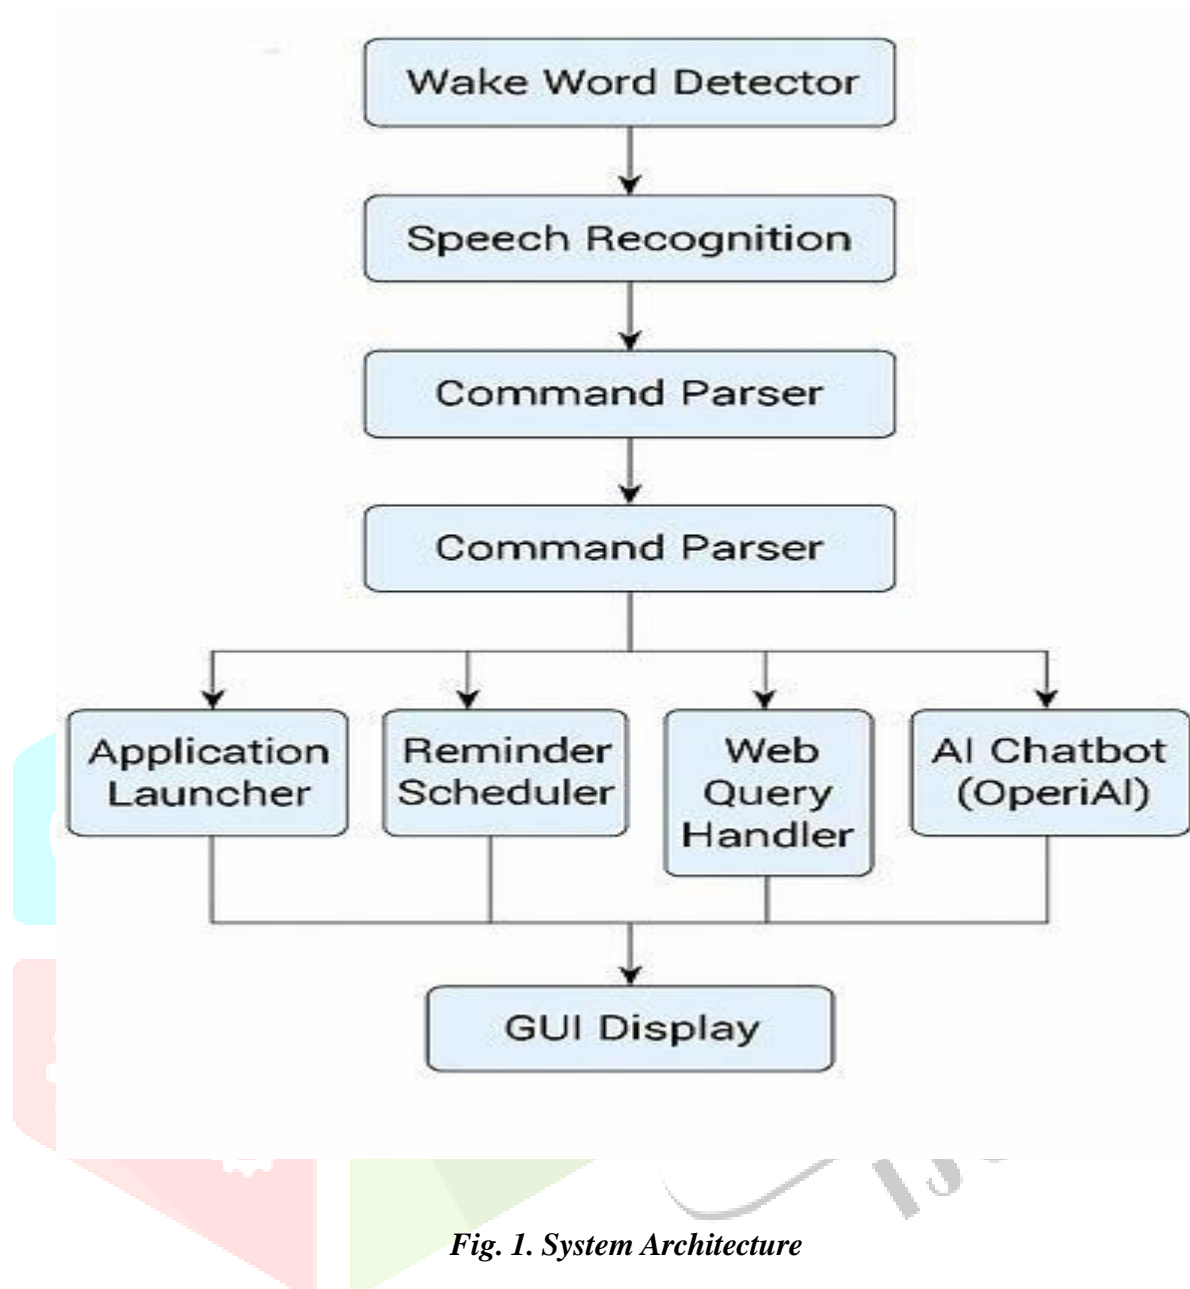 Wake Word Detector
Speech Recognition
Command Parser
Command Parser
Application
Launcher
Reminder
Scheduler
Web
Query
Handler
AI Chatbot
(OperiAI)
GUI Display
Fig. 1. System Architecture